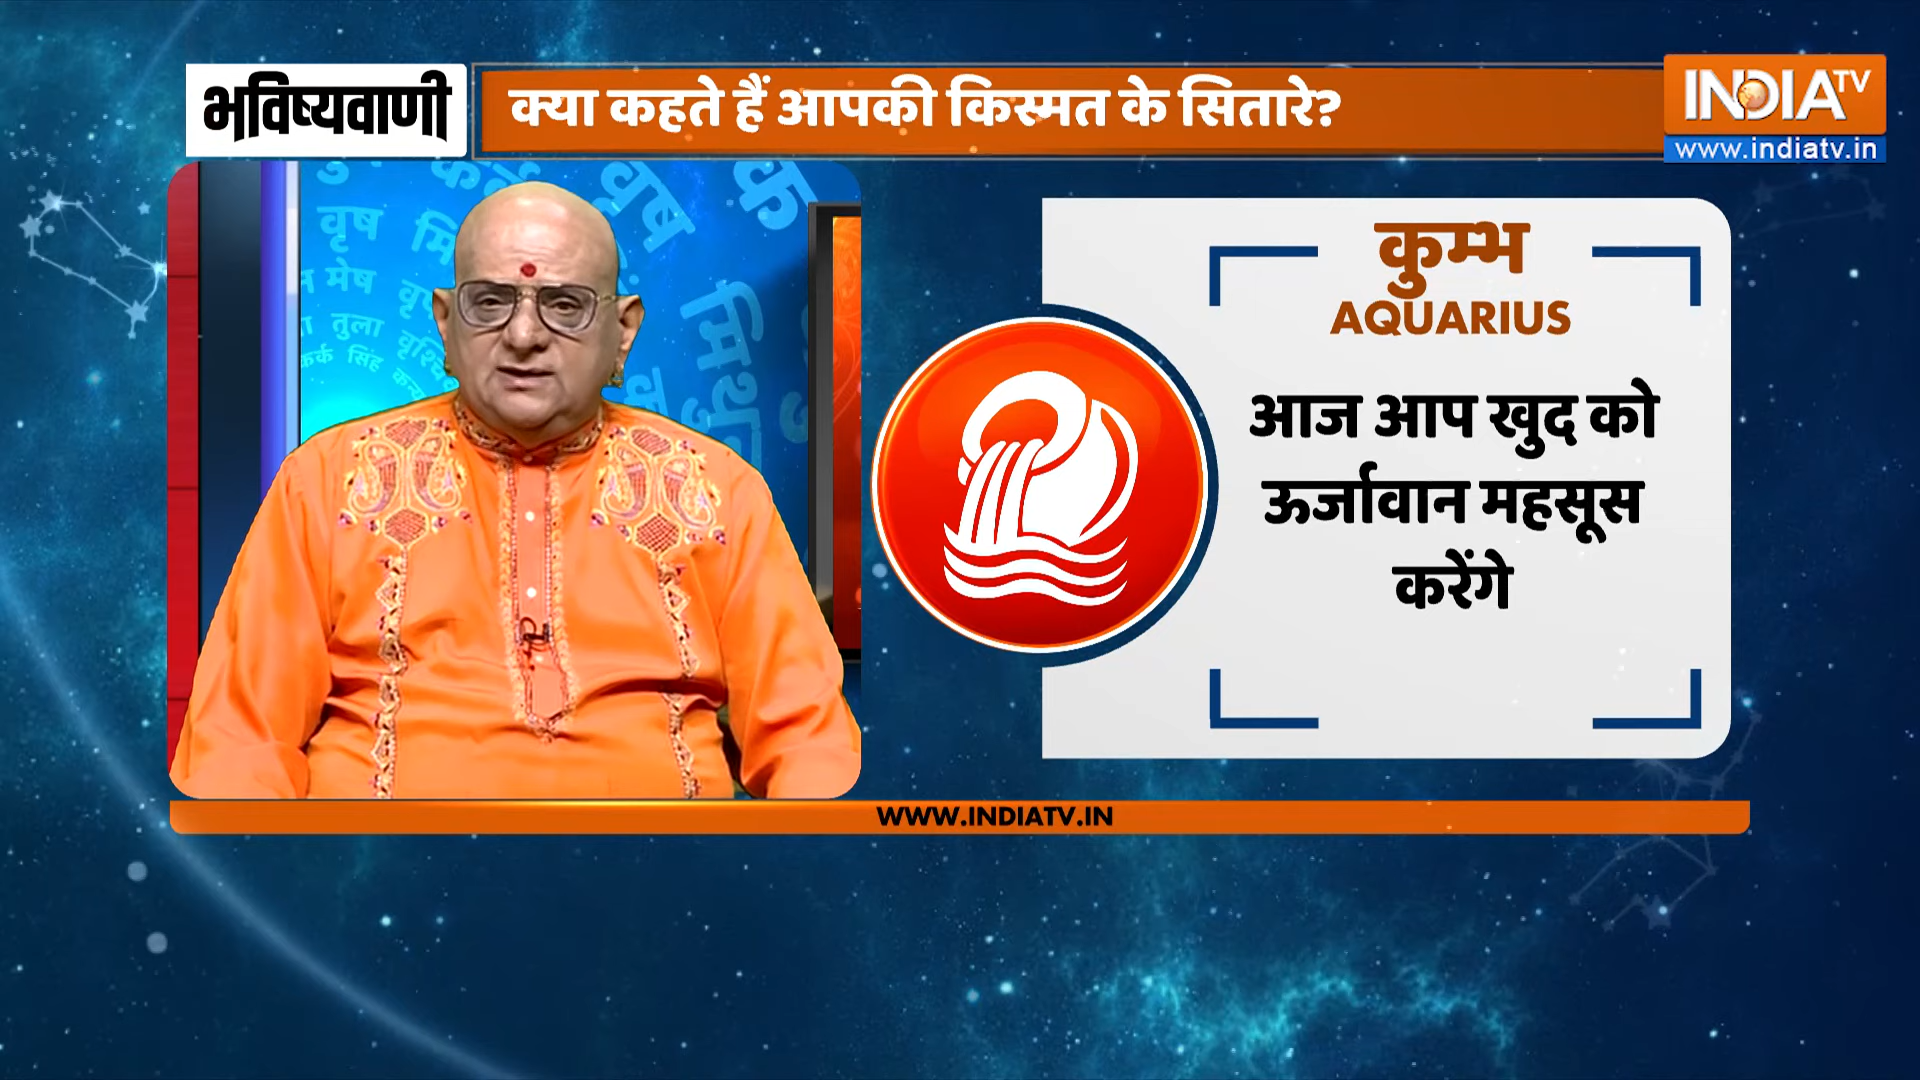 भविष्यवाणी
क्या कहते हैं आपकी किस्मत के सितारे?
INDIA TV
www.indiatv.in
वृष
मेष
तुला
कर्क सिंह
वृष
कुम्भ
AQUARIUS
आज आप खुद को
ऊर्जावान महसूस
करेंगे
WWW.INDIATV.IN